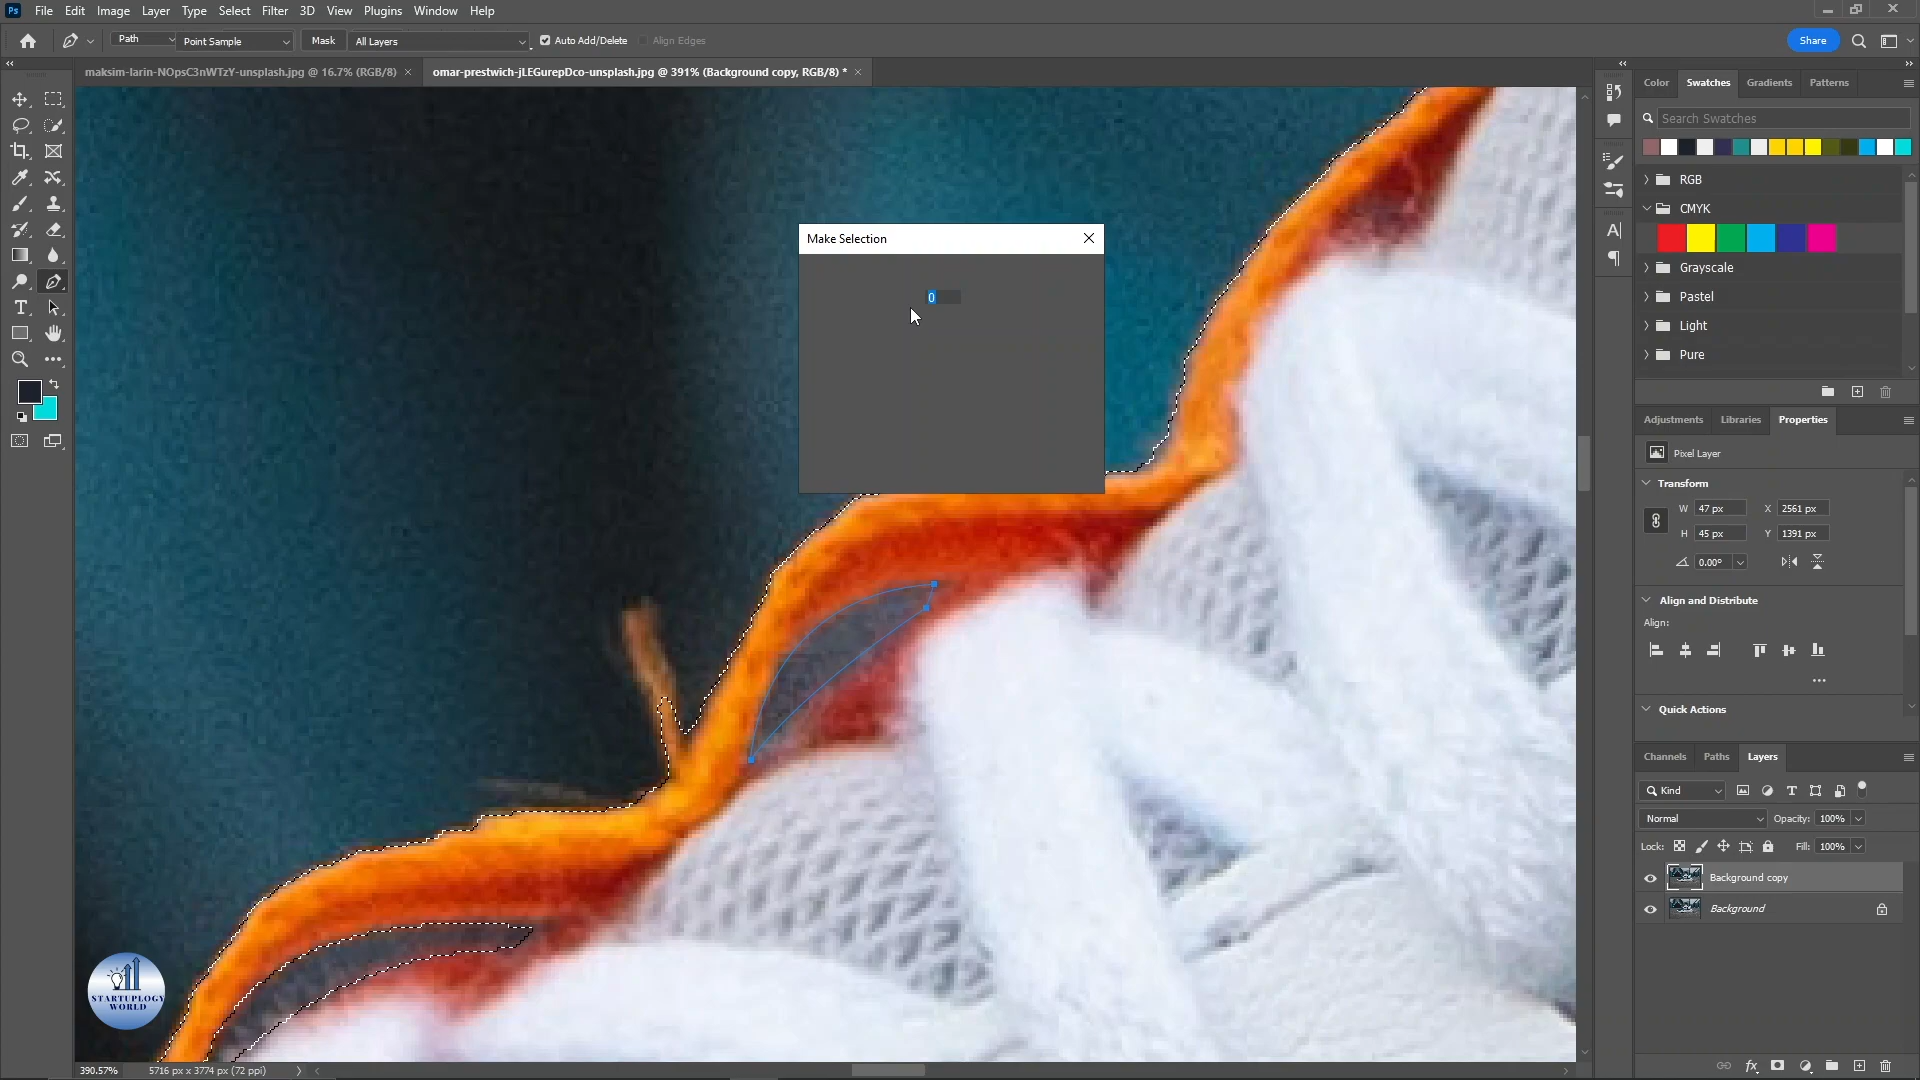 Ps File Edit Image Layer Type Select Filter 3D View Plugins Window Help
Path Point Sample Mask All Layers Auto Add/Delete Align Edges Share
maksim-larin-NOpsC3nWTzY-unsplash.jpg @ 16.7% (RGB/8) × omar-prestwich-jLEGurepDco-unsplash.jpg @ 391% (Background copy, RGB/8) * ×
Color Swatches Gradients Patterns
Search Swatches
RGB
CMYK
Grayscale
Pastel
Light
Pure
Make Selection
0
Adjustments Libraries Properties
Pixel Layer
Transform
W 47 px X 2561 px
H 45 px Y 1391 px
0.00°
Align and Distribute
Align:
Quick Actions
Channels Paths Layers
Kind
Normal Opacity: 100%
Lock: Fill: 100%
Background copy
Background
STARTUPLOGY
WORLD
390.57% 5716 px x 3774 px (72 ppi)